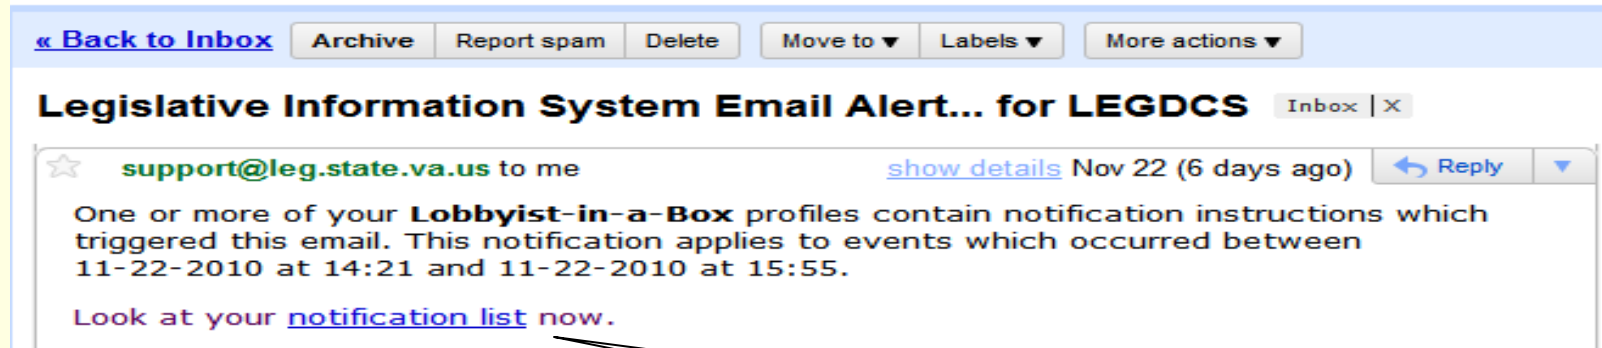 « Back to Inbox Archive Report spam Delete Move to ▼ Labels ▼ More actions ▼
Legislative Information System Email Alert... for LEGDCS Inbox | X
support@leg.state.va.us to me show details Nov 22 (6 days ago) Reply ▼
One or more of your Lobbyist-in-a-Box profiles contain notification instructions which
triggered this email. This notification applies to events which occurred between
11-22-2010 at 14:21 and 11-22-2010 at 15:55.
Look at your notification list now.